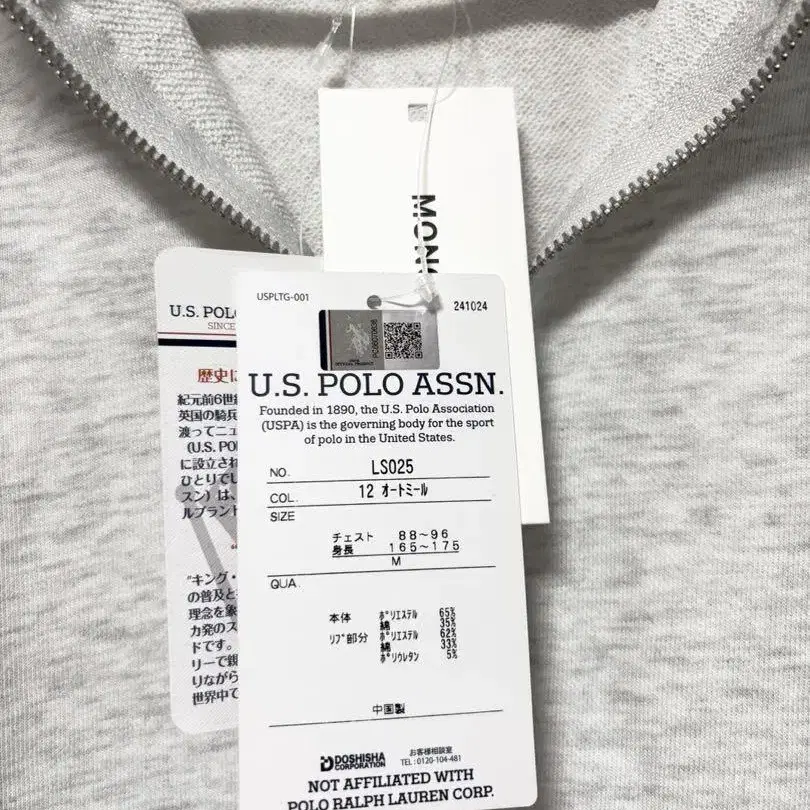 MONO
U.S. POLO
SINCE
歴史に
紀元前6世紀
英国の騎兵
渡ってニュ
(U.S. PO
に設立され
ひとりでし
スン) は、
ルブランド
"キング・
の普及と
理念を象
カ発のス
ドです。
リーで親
りながら
世界中で
USPLTG-001
241024
U.S. POLO ASSN.
Founded in 1890, the U.S. Polo Association
(USPA) is the governing body for the sport
of polo in the United States.
NO. LS025
COL. 12 オートミール
SIZE
チェスト 88~96
身長 165~175
M
QUA.
本体 ポリエステル 65%
綿 35%
リブ部分 ポリエステル 62%
綿 33%
ポリウレタン 5%
中国製
DOSHISHA CORPORATION
お客様相談室
TEL:0120-104-481
NOT AFFILIATED WITH
POLO RALPH LAUREN CORP.